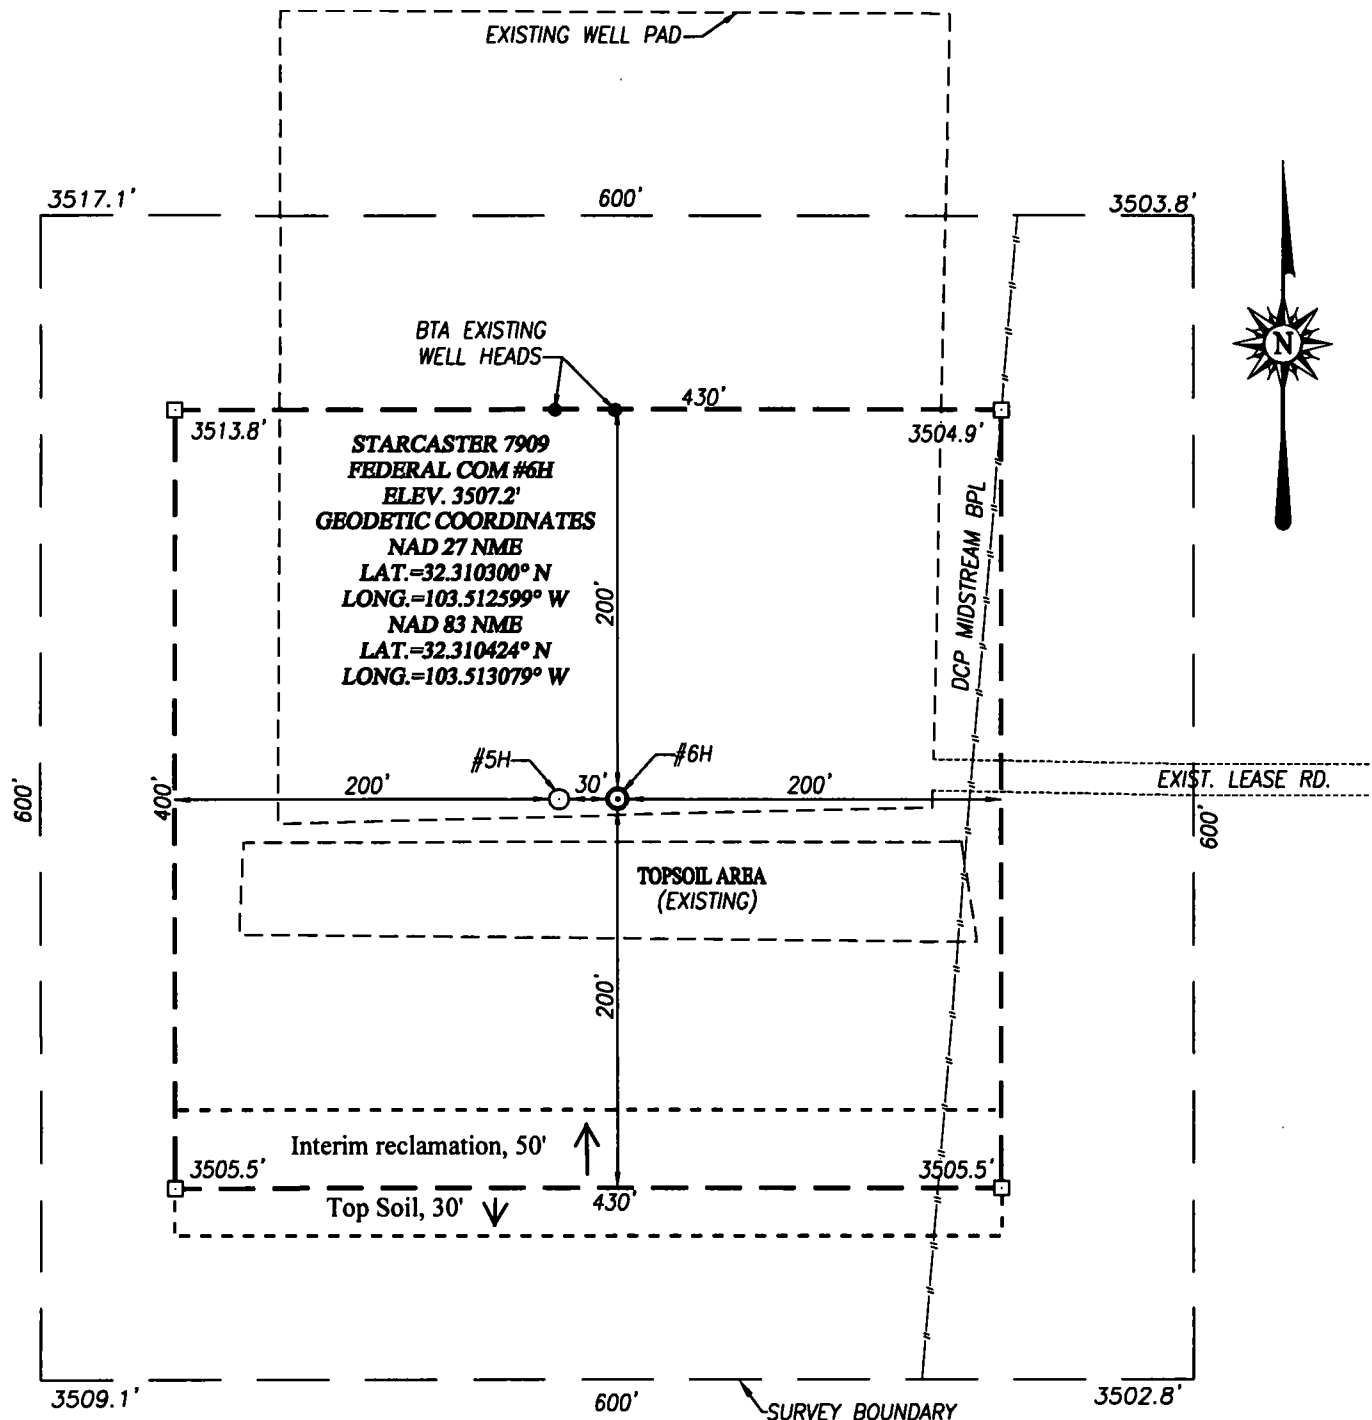 EXISTING WELL PAD
3517.1'
600'
3503.8'
N
BTA EXISTING
WELL HEADS
430'
3513.8'
3504.9'
STARCASTER 7909
FEDERAL COM #6H
ELEV. 3507.2'
GEODETIC COORDINATES
NAD 27 NME
LAT.=32.310300° N
LONG.=103.512599° W
NAD 83 NME
LAT.=32.310424° N
LONG.=103.513079° W
200'
DCP MIDSTREAM BPL
#5H
#6H
600'
400'
200'
30'
200'
EXIST. LEASE RD.
600'
TOPSOIL AREA
(EXISTING)
200'
Interim reclamation, 50'
3505.5'
3505.5'
Top Soil, 30'
430'
3509.1'
600'
SURVEY BOUNDARY
3502.8'